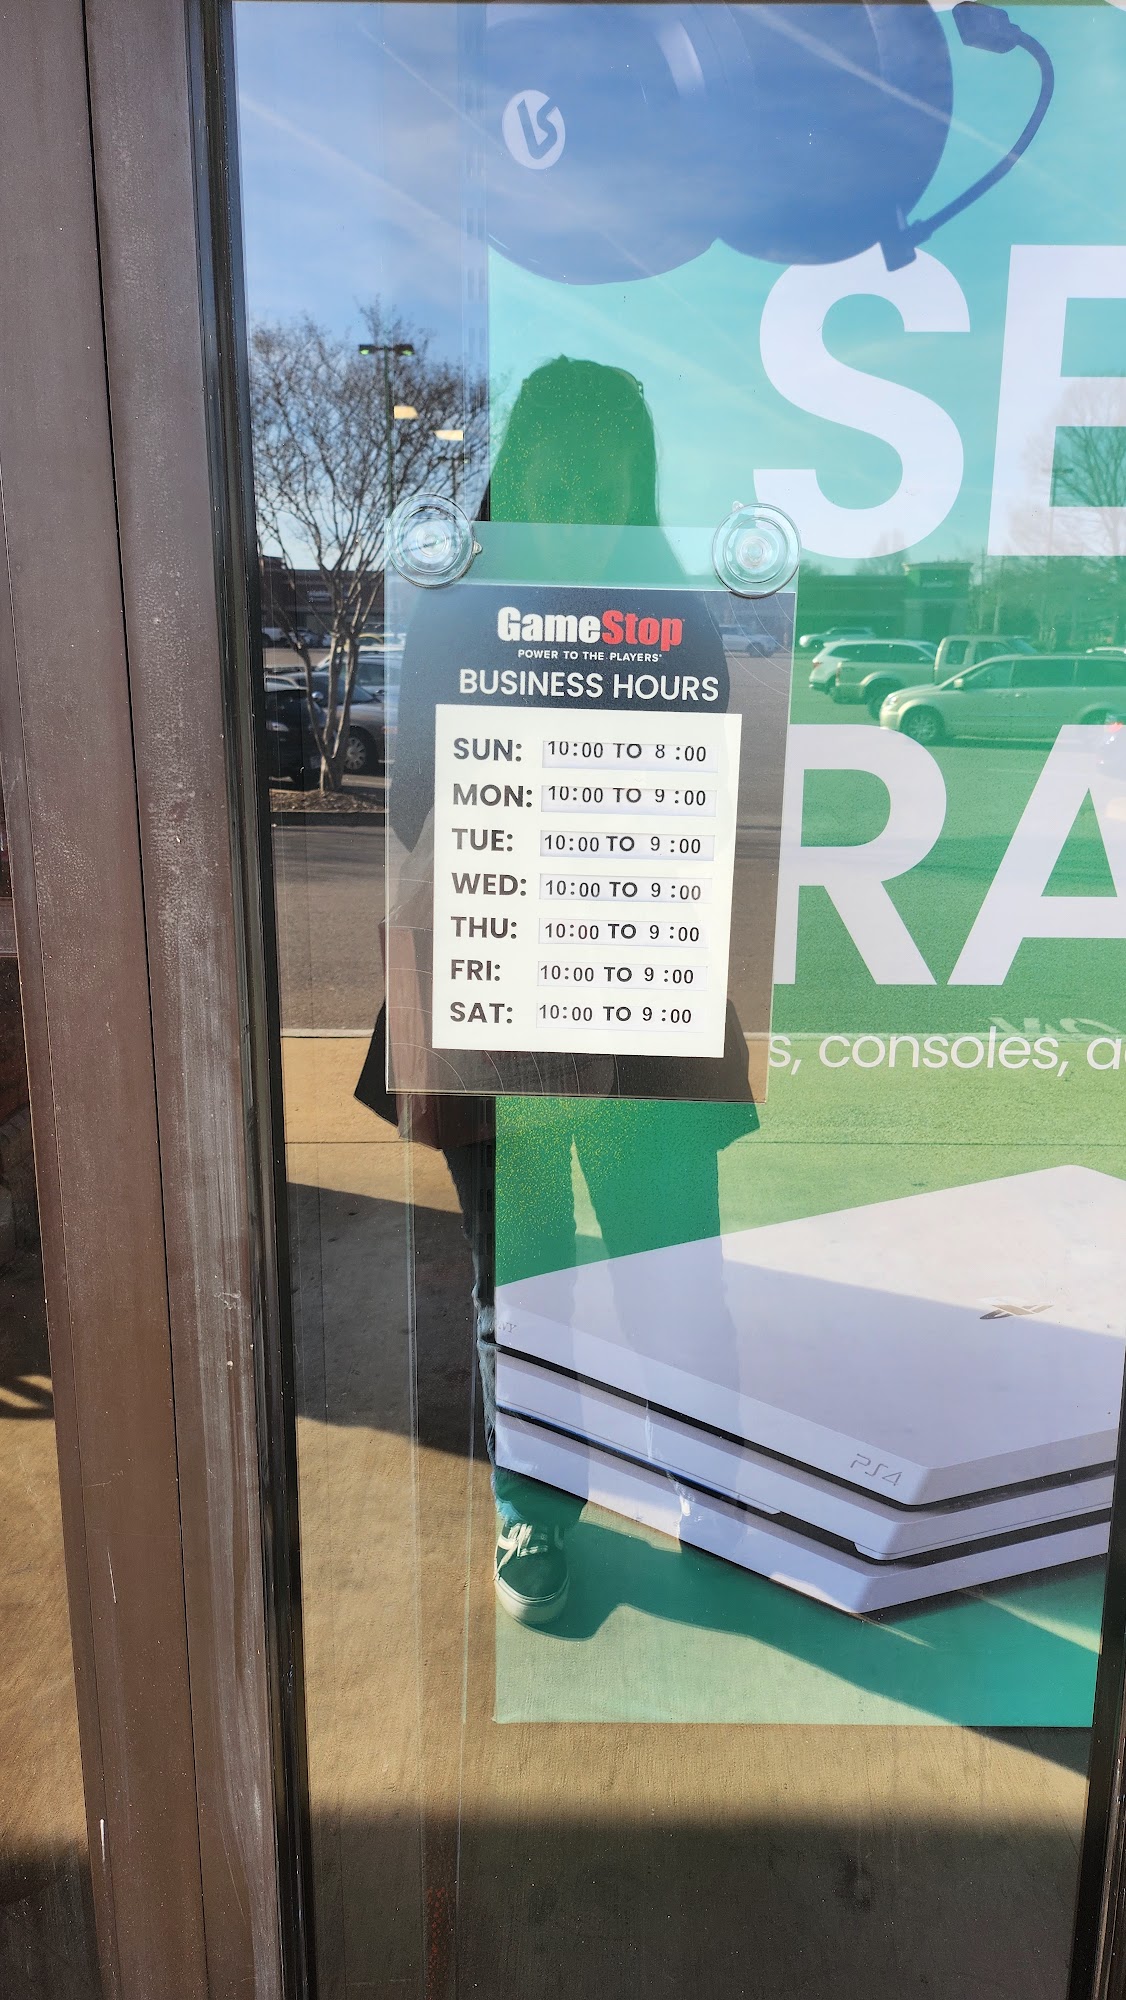 SE
GameStop
POWER TO THE PLAYERS
BUSINESS HOURS
SUN: 10:00 TO 8 :00
MON: 10:00 TO 9 :00
TUE: 10:00 TO 9 :00
WED: 10:00 TO 9 :00
THU: 10:00 TO 9 :00
FRI: 10:00 TO 9 :00
SAT: 10:00 TO 9 :00
RA
s, consoles, a
PS4